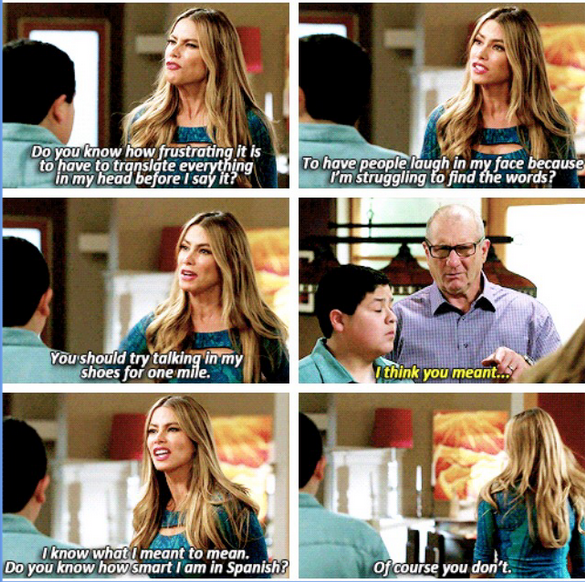 Do you know how frustrating it is
to have to translate everything
in my head before I say it?
To have people laugh in my face because
I'm struggling to find the words?
You should try talking in my
shoes for one mile.
I think you meant...
I know what I meant to mean.
Do you know how smart I am in Spanish?
Of course you don't.